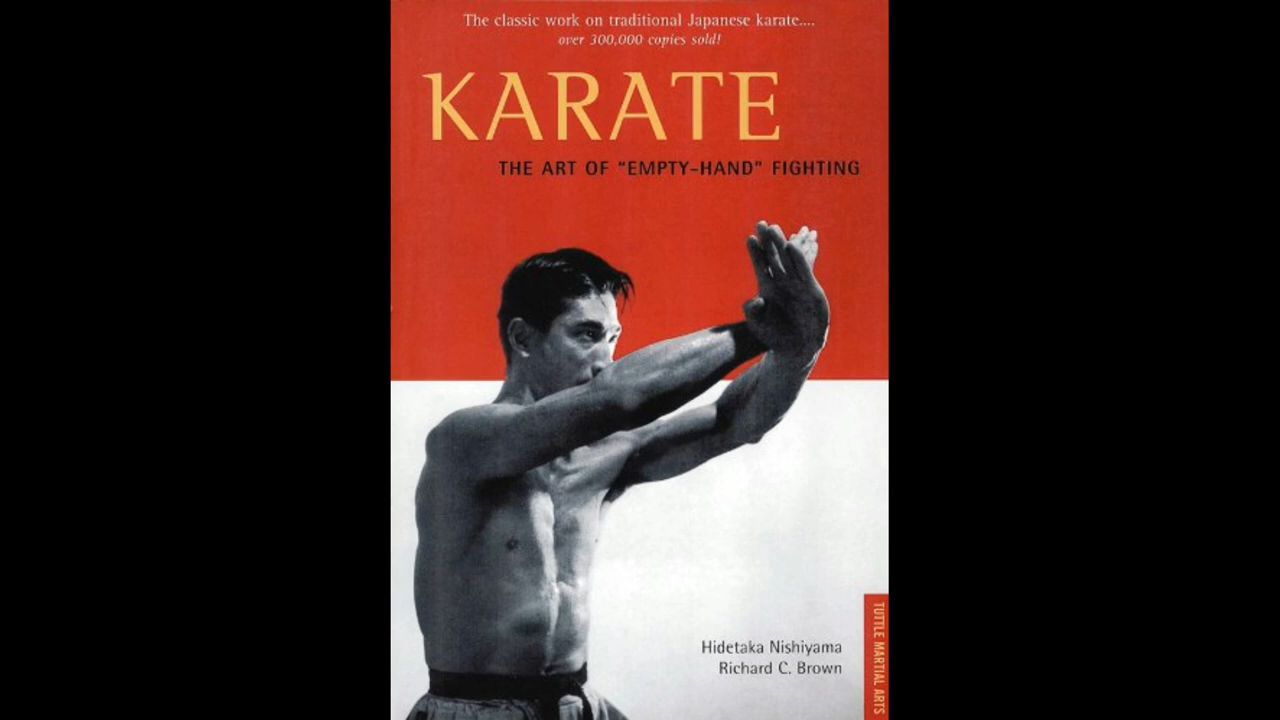 The classic work on traditional Japanese karate....
over 300,000 copies sold!
KARATE
THE ART OF “EMPTY-HAND” FIGHTING
Hidetaka Nishiyama
Richard C. Brown
TUTTLE MARTIAL ARTS